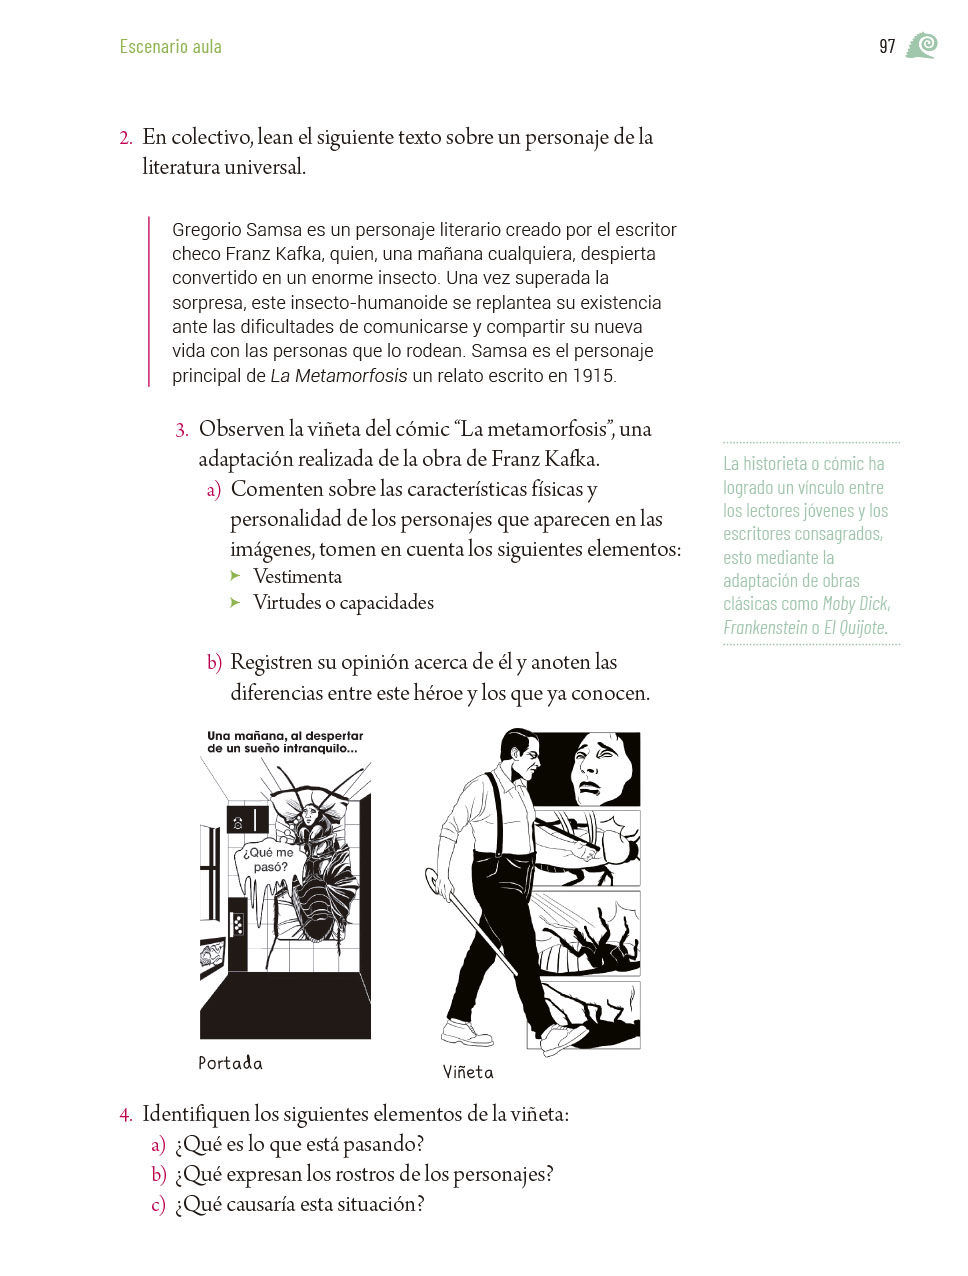 Escenario aula
97
2. En colectivo, lean el siguiente texto sobre un personaje de la
literatura universal.
Gregorio Samsa es un personaje literario creado por el escritor
checo Franz Kafka, quien, una mañana cualquiera, despierta
convertido en un enorme insecto. Una vez superada la
sorpresa, este insecto-humanoide se replantea su existencia
ante las dificultades de comunicarse y compartir su nueva
vida con las personas que lo rodean. Samsa es el personaje
principal de La Metamorfosis un relato escrito en 1915.
3. Observen la viñeta del cómic “La metamorfosis”, una
adaptación realizada de la obra de Franz Kafka.
a) Comenten sobre las características físicas y
personalidad de los personajes que aparecen en las
imágenes, tomen en cuenta los siguientes elementos:
➤ Vestimenta
➤ Virtudes o capacidades
b) Registren su opinión acerca de él y anoten las
diferencias entre este héroe y los que ya conocen.
La historieta o cómic ha
logrado un vínculo entre
los lectores jóvenes y los
escritores consagrados,
esto mediante la
adaptación de obras
clásicas como Moby Dick,
Frankenstein o El Quijote.
Una mañana, al despertar
de un sueño intranquilo...
¿Qué me
pasó?
Portada
Viñeta
4. Identifiquen los siguientes elementos de la viñeta:
a) ¿Qué es lo que está pasando?
b) ¿Qué expresan los rostros de los personajes?
c) ¿Qué causaría esta situación?